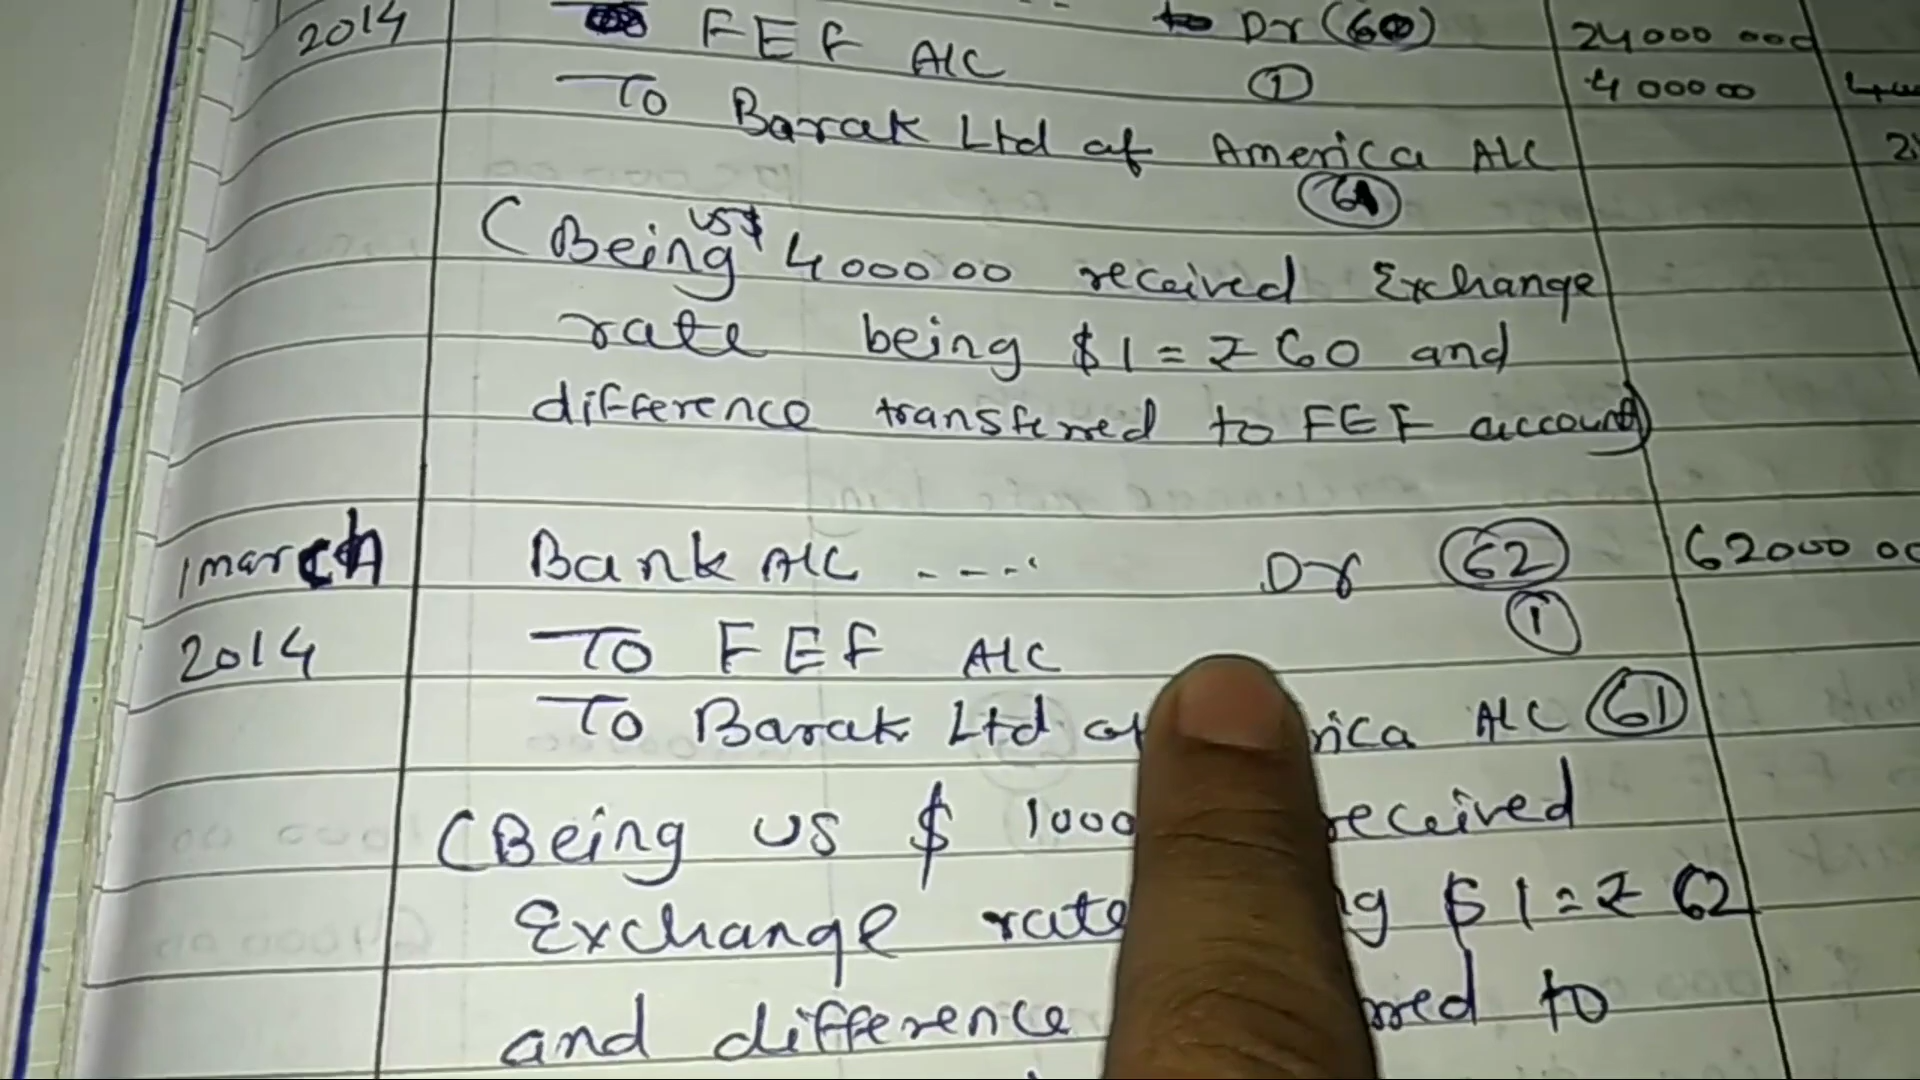 2014 FEF A/C Dr (60) 24000 000
① 400000
To Barak Ltd of America A/C
(61)
(Being US$ 400000 received Exchange
rate being $1 = ₹ 60 and
difference transferred to FEF account)
1 march Bank A/C .... Dr (62) 62000 00
2014 To FEF A/C ①
To Barak Ltd of rica A/C (61)
(Being US $ 1000 received
Exchange rate g $1 = ₹ 62
and difference rred to